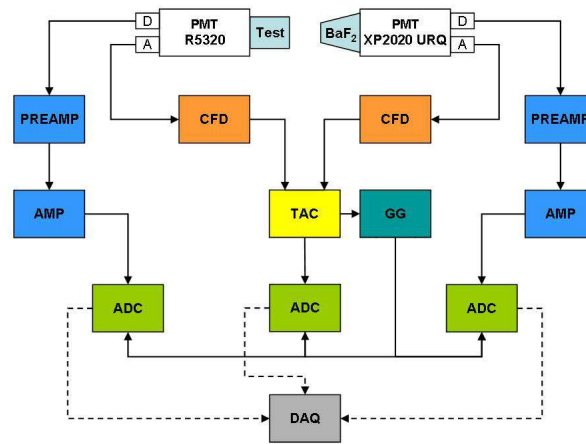 D
PMT
R5320
A
Test
BaF2
PMT
XP2020 URQ
D
A
PREAMP
CFD
CFD
PREAMP
AMP
TAC
GG
AMP
ADC
ADC
ADC
DAQ